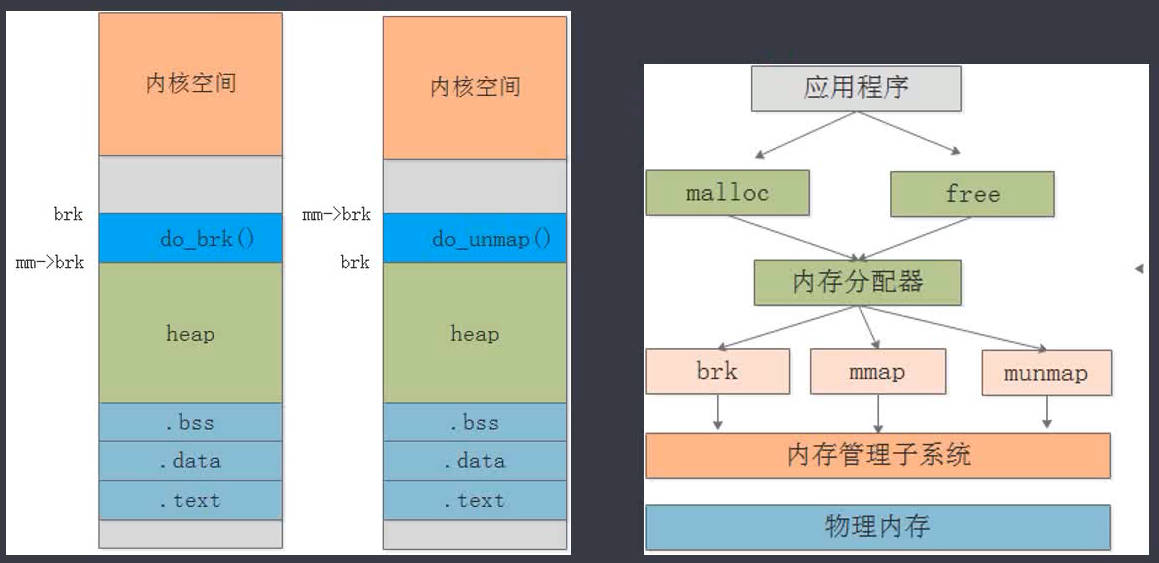 内核空间
brk
do_brk()
mm->brk
heap
.bss
.data
.text
内核空间
mm->brk
do_unmap()
brk
heap
.bss
.data
.text
应用程序
malloc
free
内存分配器
brk
mmap
munmap
内存管理子系统
物理内存